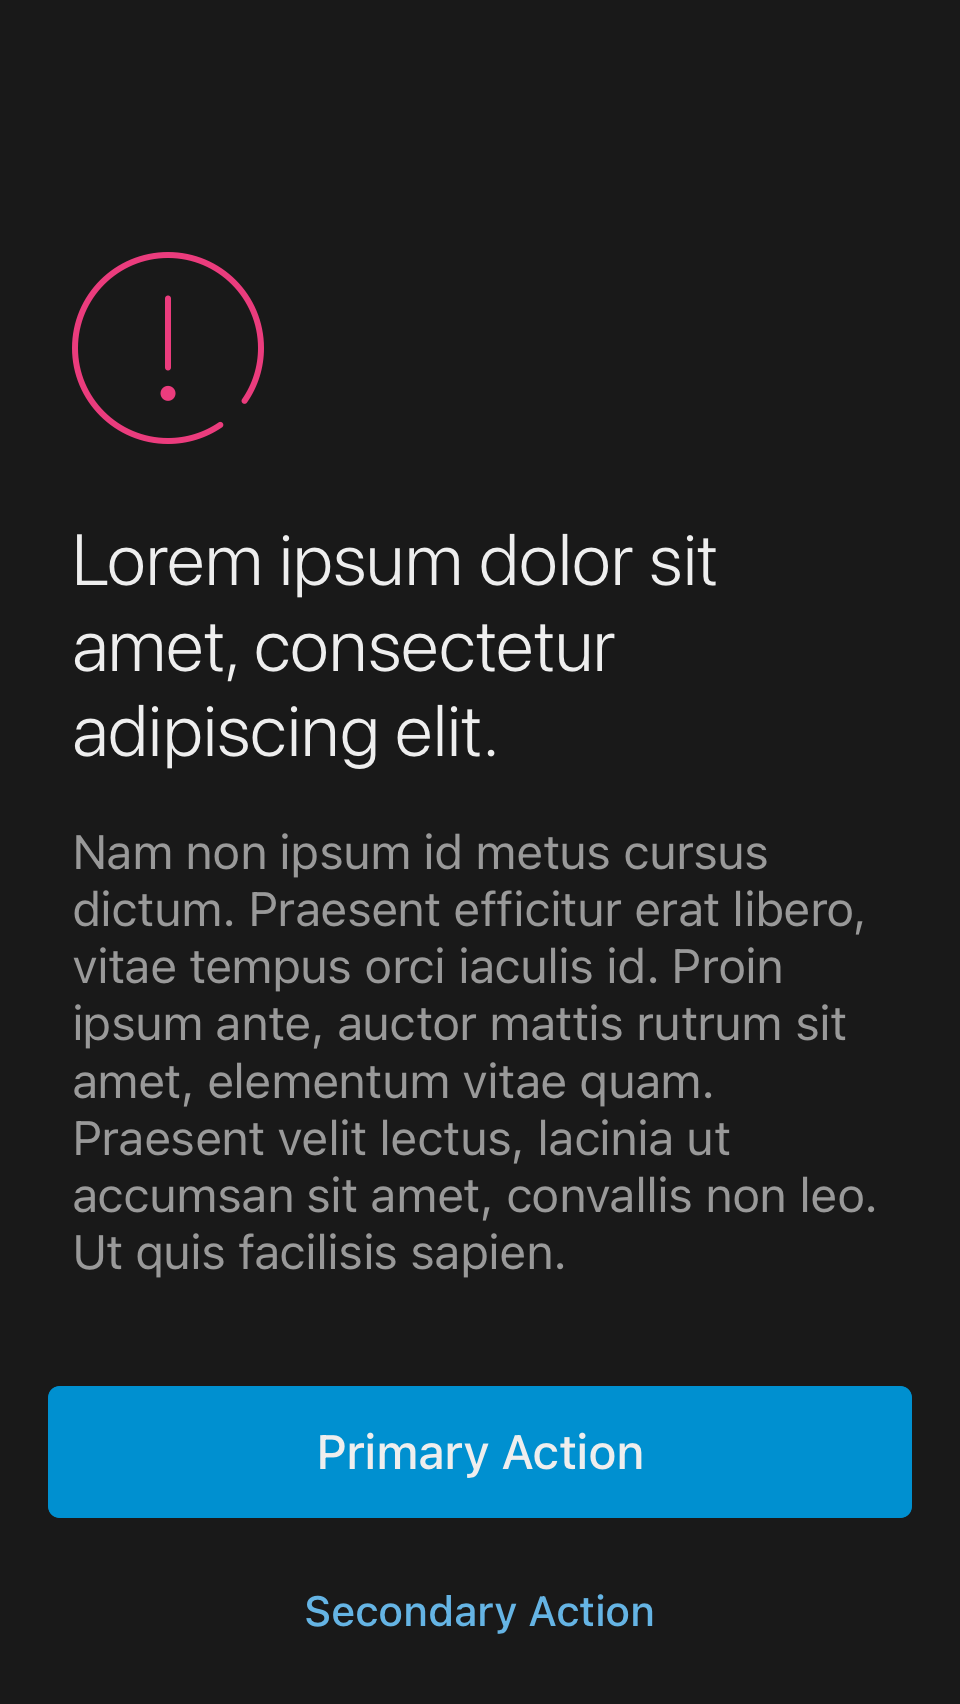 Lorem ipsum dolor sit
amet, consectetur
adipiscing elit.
Nam non ipsum id metus cursus
dictum. Praesent efficitur erat libero,
vitae tempus orci iaculis id. Proin
ipsum ante, auctor mattis rutrum sit
amet, elementum vitae quam.
Praesent velit lectus, lacinia ut
accumsan sit amet, convallis non leo.
Ut quis facilisis sapien.
Primary Action
Secondary Action